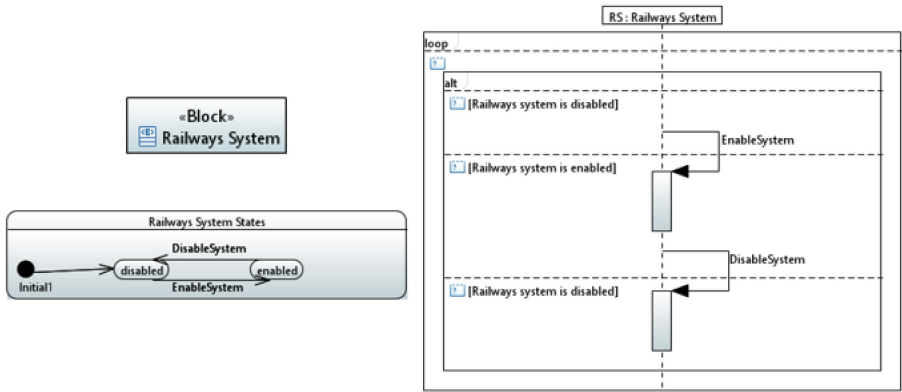 «Block»
Railways System
Railways System States
DisableSystem
disabled
enabled
Initial1
EnableSystem
RS : Railways System
loop
alt
[Railways system is disabled]
EnableSystem
[Railways system is enabled]
DisableSystem
[Railways system is disabled]